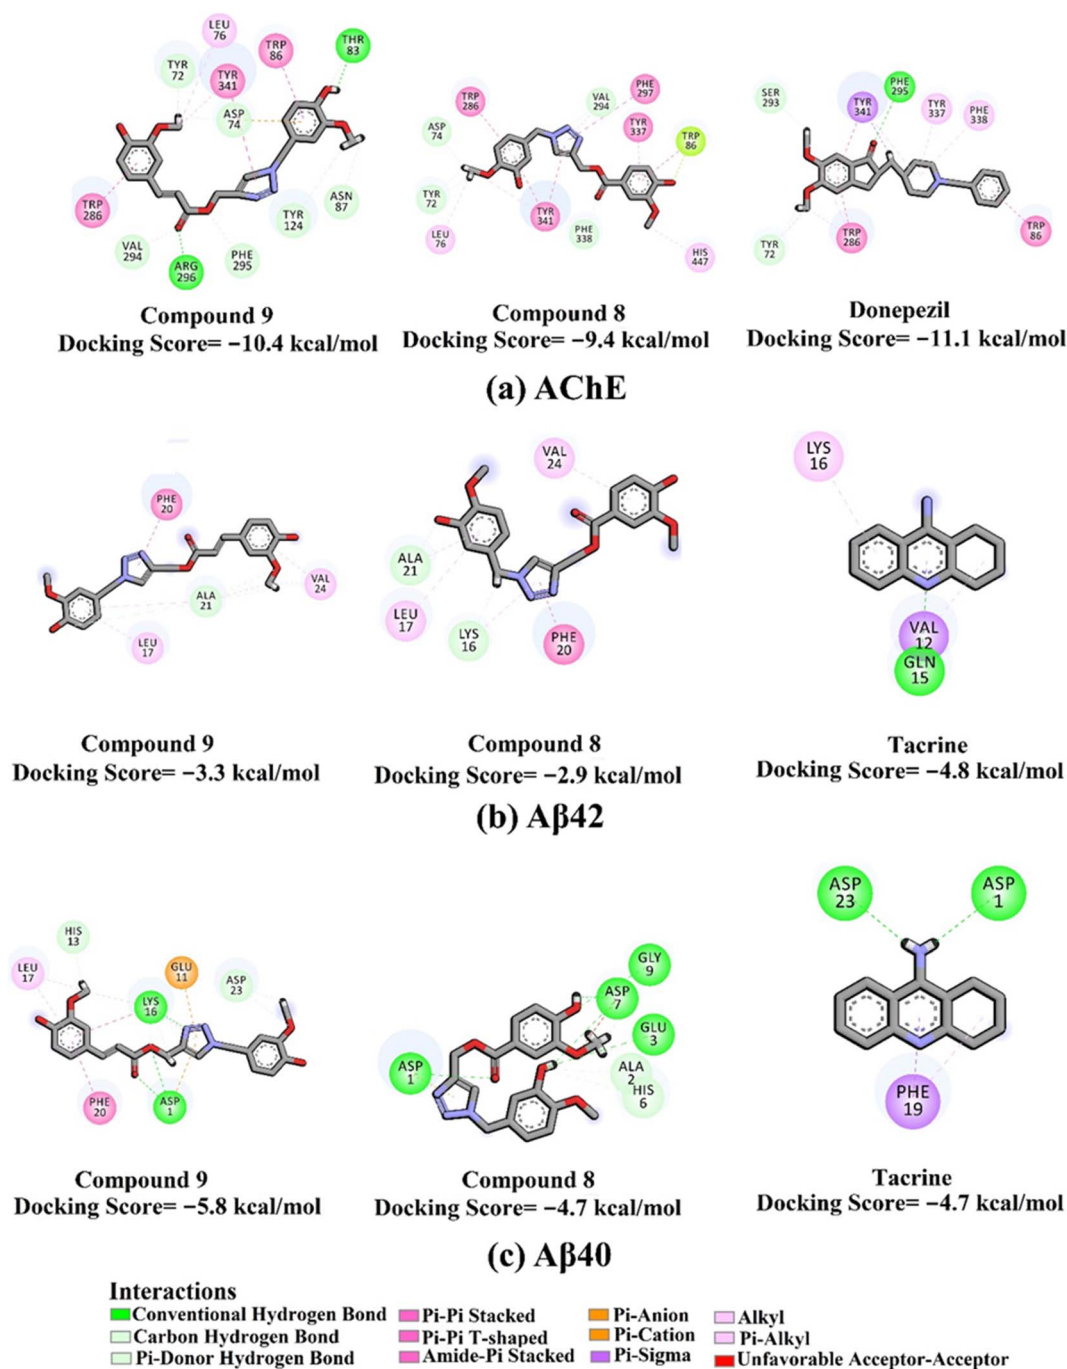 LEU
76
TRP
86
THR
83
TYR
72
TYR
341
ASP
74
TRP
286
VAL
294
ARG
296
PHE
295
TYR
124
ASN
87
Compound 9
Docking Score= −10.4 kcal/mol
TRP
286
VAL
294
PHE
297
ASP
74
TYR
337
TRP
86
TYR
72
LEU
76
TYR
341
PHE
338
HIS
447
Compound 8
Docking Score= −9.4 kcal/mol
SER
293
TYR
341
PHE
295
TYR
337
PHE
338
TYR
72
TRP
286
TRP
86
Donepezil
Docking Score= −11.1 kcal/mol
(a) AChE
PHE
20
ALA
21
VAL
24
LEU
17
Compound 9
Docking Score= −3.3 kcal/mol
VAL
24
ALA
21
LEU
17
LYS
16
PHE
20
Compound 8
Docking Score= −2.9 kcal/mol
LYS
16
VAL
12
GLN
15
Tacrine
Docking Score= −4.8 kcal/mol
(b) Aβ42
HIS
13
LEU
17
LYS
16
GLU
11
ASP
23
PHE
20
ASP
1
Compound 9
Docking Score= −5.8 kcal/mol
GLY
9
ASP
7
GLU
3
ASP
1
ALA
2
HIS
6
Compound 8
Docking Score= −4.7 kcal/mol
ASP
23
ASP
1
PHE
19
Tacrine
Docking Score= −4.7 kcal/mol
(c) Aβ40
Interactions
Conventional Hydrogen Bond
Carbon Hydrogen Bond
Pi-Donor Hydrogen Bond
Pi-Pi Stacked
Pi-Pi T-shaped
Amide-Pi Stacked
Pi-Anion
Pi-Cation
Pi-Sigma
Alkyl
Pi-Alkyl
Unfavorable Acceptor-Acceptor